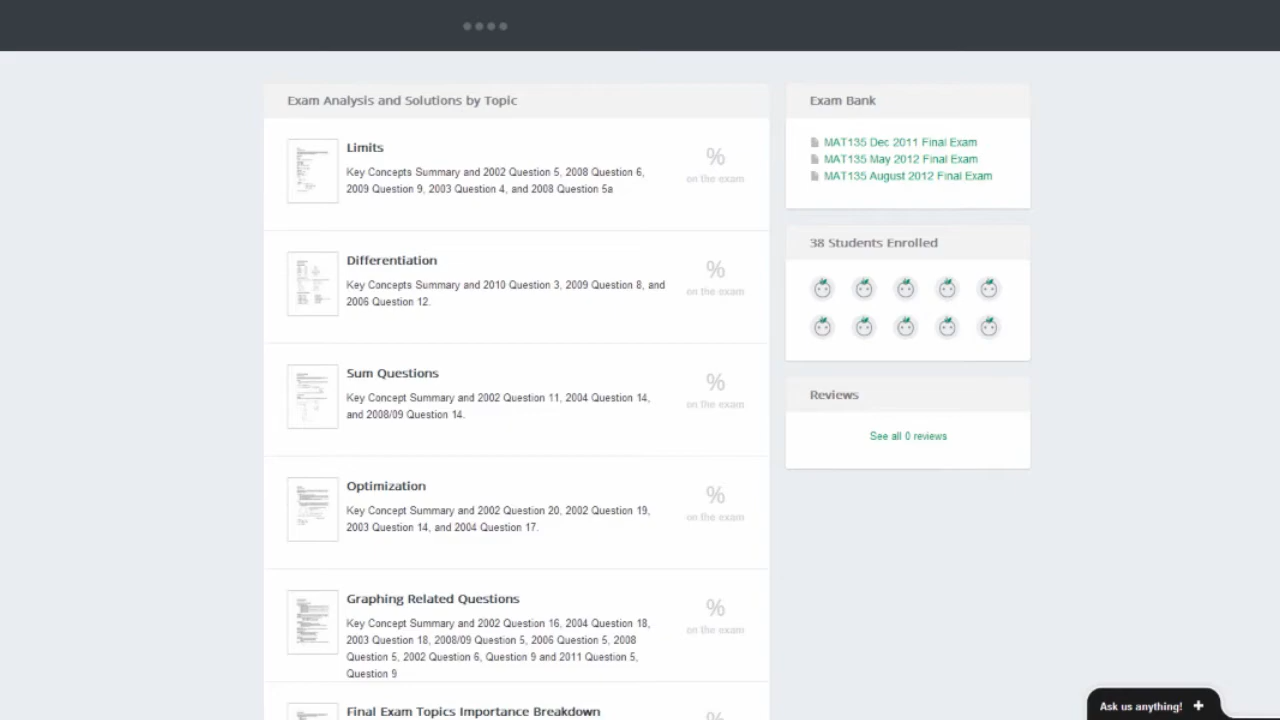 Exam Analysis and Solutions by Topic
Limits
Key Concepts Summary and 2002 Question 5, 2008 Question 6,
2009 Question 9, 2003 Question 4, and 2008 Question 5a
%
on the exam
Differentiation
Key Concepts Summary and 2010 Question 3, 2009 Question 8, and
2006 Question 12.
%
on the exam
Sum Questions
Key Concept Summary and 2002 Question 11, 2004 Question 14,
and 2008/09 Question 14.
%
on the exam
Optimization
Key Concept Summary and 2002 Question 20, 2002 Question 19,
2003 Question 14, and 2004 Question 17.
%
on the exam
Graphing Related Questions
Key Concept Summary and 2002 Question 16, 2004 Question 18,
2003 Question 18, 2008/09 Question 5, 2006 Question 5, 2008
Question 5, 2002 Question 6, Question 9 and 2011 Question 5,
Question 9
%
on the exam
Final Exam Topics Importance Breakdown
%
Exam Bank
MAT135 Dec 2011 Final Exam
MAT135 May 2012 Final Exam
MAT135 August 2012 Final Exam
38 Students Enrolled
Reviews
See all 0 reviews
Ask us anything! +